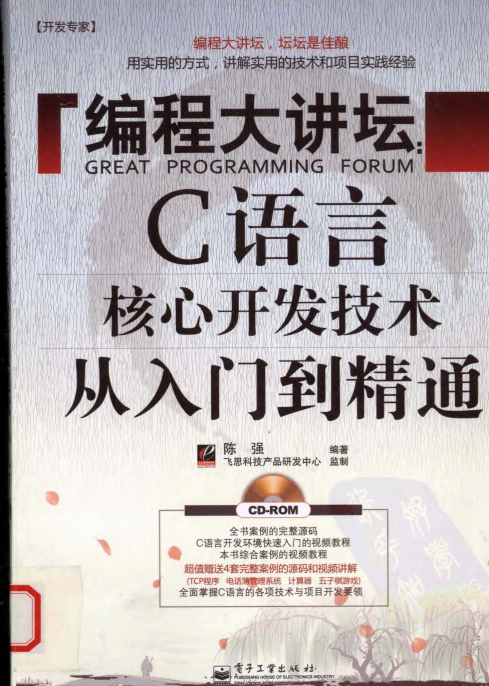 【开发专家】
编程大讲坛，坛坛是佳酿
用实用的方式，讲解实用的技术和项目实践经验
编程大讲坛：
GREAT PROGRAMMING FORUM
C语言
核心开发技术
从入门到精通
陈 强 编著
飞思科技产品研发中心 监制
CD-ROM
全书案例的完整源码
C语言开发环境快速入门的视频教程
本书综合案例的视频教程
超值赠送4套完整案例的源码和视频讲解
(TCP程序 电话簿管理系统 计算器 五子棋游戏)
全面掌握C语言的各项技术与项目开发要领
电子工业出版社
PUBLISHING HOUSE OF ELECTRONICS INDUSTRY